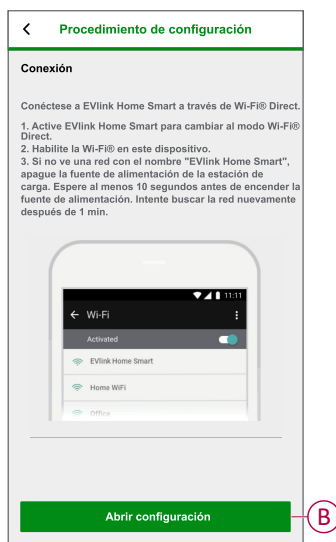 Procedimiento de configuración
Conexión
Conéctese a EVlink Home Smart a través de Wi-Fi® Direct.
1. Active EVlink Home Smart para cambiar al modo Wi-Fi®
Direct.
2. Habilite la Wi-Fi® en este dispositivo.
3. Si no ve una red con el nombre "EVlink Home Smart",
apague la fuente de alimentación de la estación de
carga. Espere al menos 10 segundos antes de encender la
fuente de alimentación. Intente buscar la red nuevamente
después de 1 min.
11:11
Wi-Fi
Activated
EVlink Home Smart
Home WiFi
Office
Abrir configuración
B